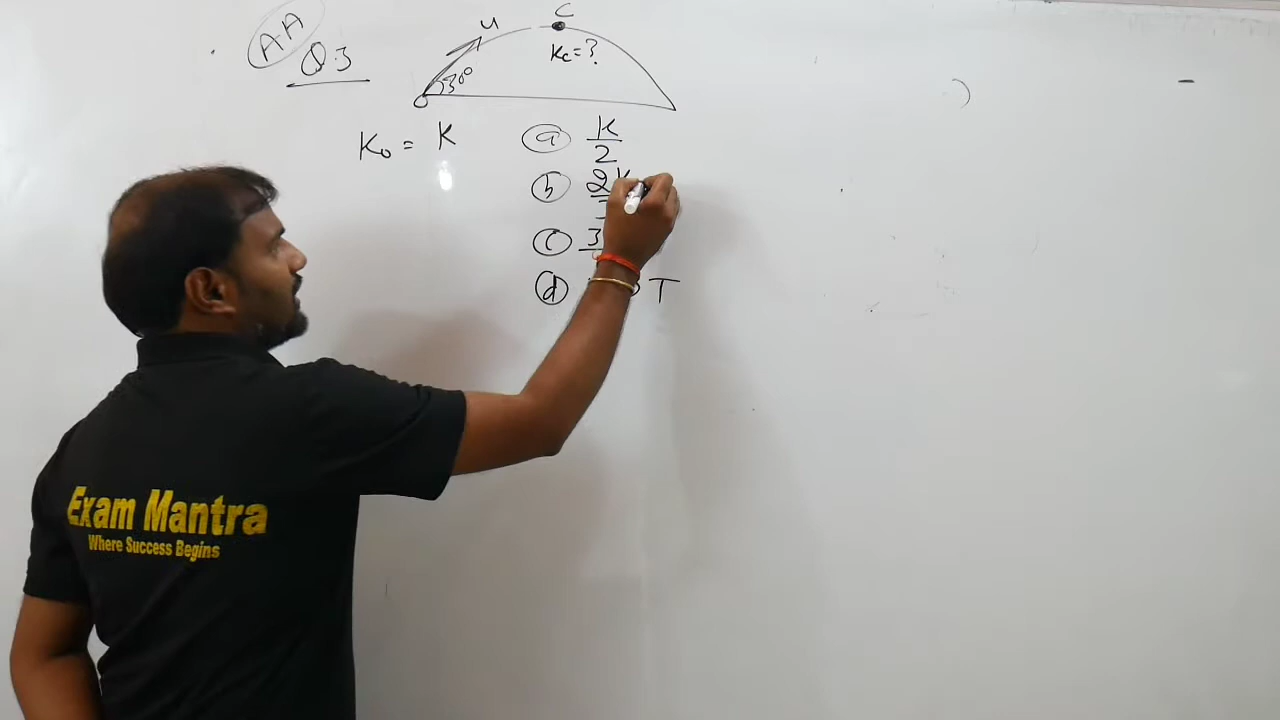 AA
Q.3
u
C
Kc = ?
30°
O
K₀ = K
(a) K/2
(b) 2K
(c) 3
(d) T
Exam Mantra
Where Success Begins